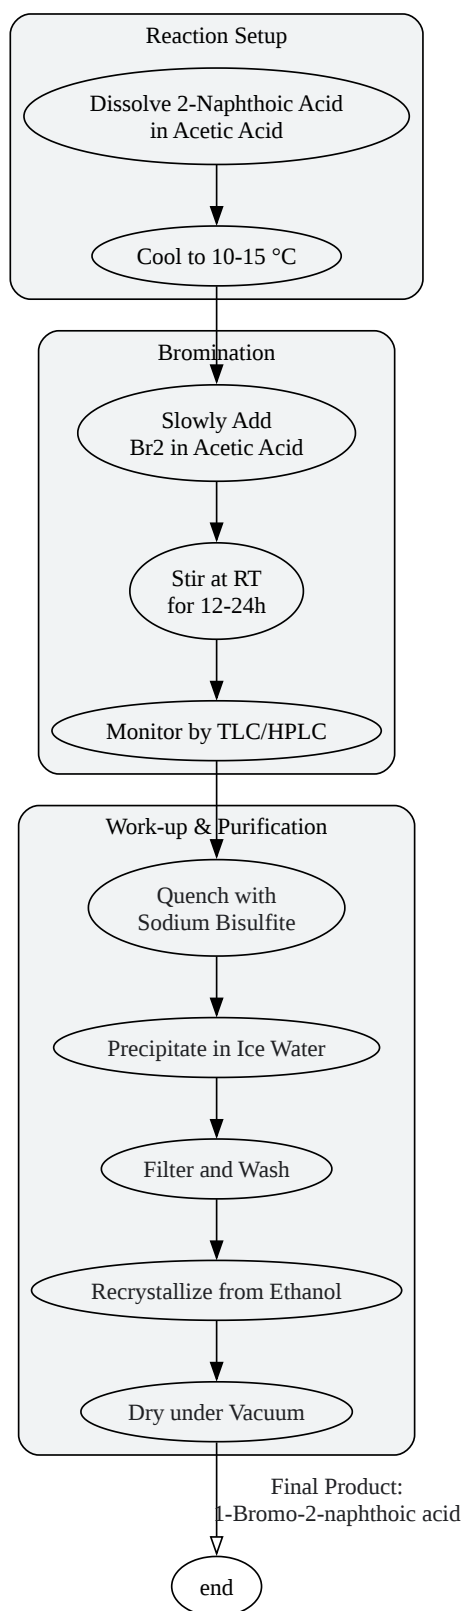 Reaction Setup
Dissolve 2-Naphthoic Acid
in Acetic Acid
Cool to 10-15 °C
Bromination
Slowly Add
Br2 in Acetic Acid
Stir at RT
for 12-24h
Monitor by TLC/HPLC
Work-up & Purification
Quench with
Sodium Bisulfite
Precipitate in Ice Water
Filter and Wash
Recrystallize from Ethanol
Dry under Vacuum
Final Product:
1-Bromo-2-naphthoic acid
end